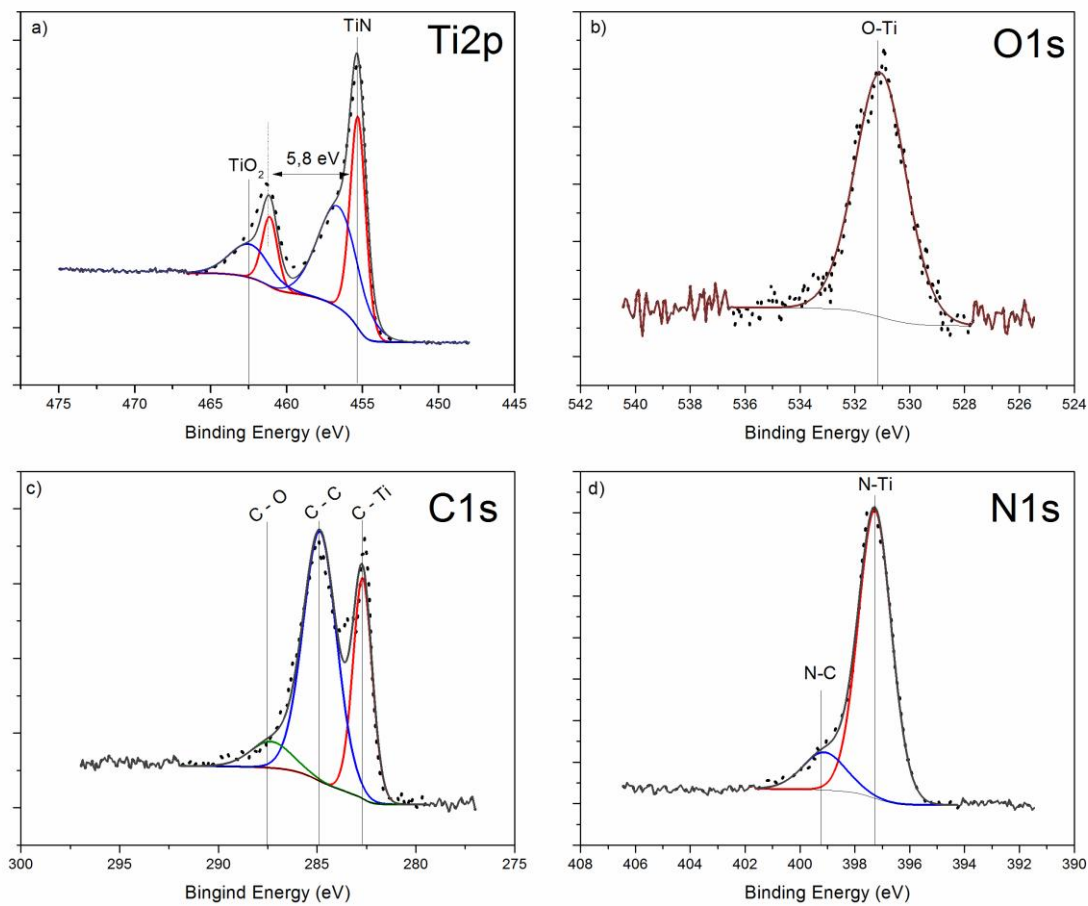 a)
TiN
Ti2p
5,8 eV
TiO2
475 470 465 460 455 450 445
Binding Energy (eV)
b)
O-Ti
O1s
542 540 538 536 534 532 530 528 526 524
Binding Energy (eV)
c)
C - O
C - C
C - Ti
C1s
300 295 290 285 280 275
Bingind Energy (eV)
d)
N-Ti
N1s
N-C
408 406 404 402 400 398 396 394 392 390
Binding Energy (eV)